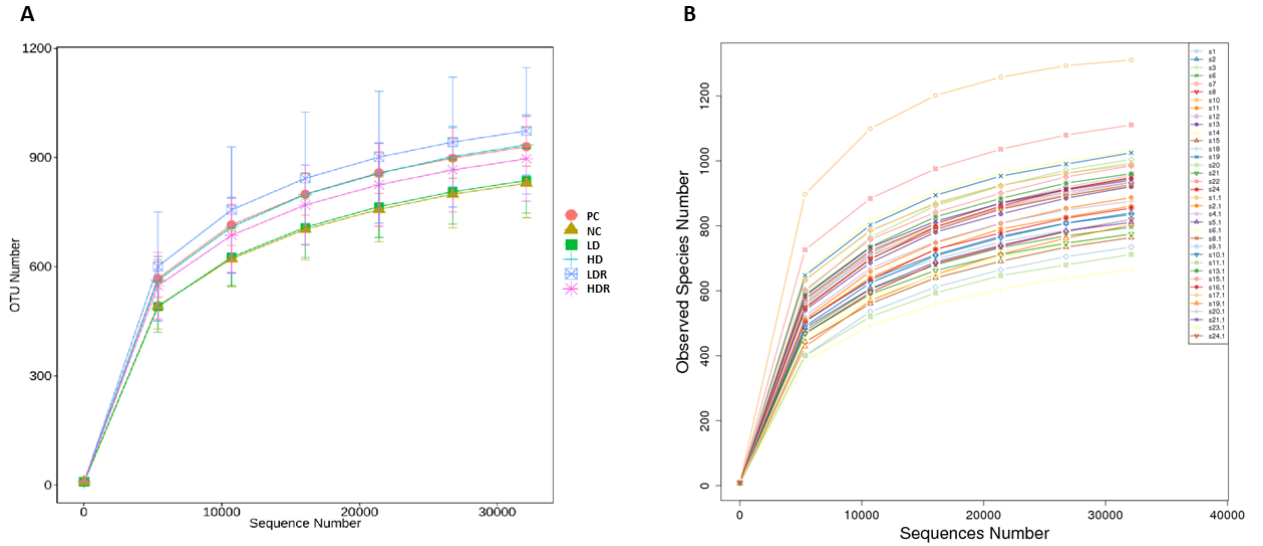 A
B
1200
900
600
300
0
OTU Number
0
10000
20000
30000
Sequence Number
PC
NC
LD
HD
LDR
HDR
1200
1000
800
600
400
200
0
Observed Species Number
0
10000
20000
30000
40000
Sequences Number
s1
s2
s3
s6
s7
s8
s10
s11
s12
s13
s14
s15
s18
s19
s20
s21
s22
s24
s1.1
s2.1
s4.1
s5.1
s6.1
s8.1
s9.1
s10.1
s11.1
s13.1
s15.1
s16.1
s17.1
s19.1
s20.1
s21.1
s23.1
s24.1